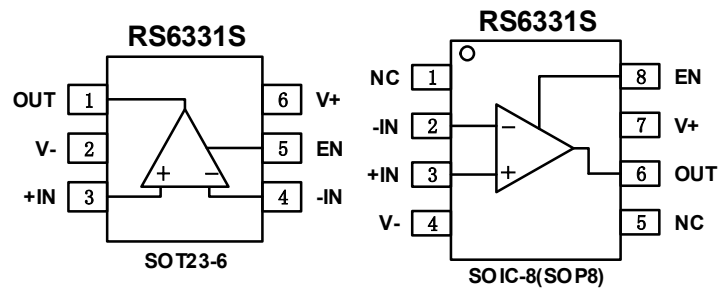 RS6331S
OUT 1 6 V+
V- 2 5 EN
+IN 3 + - 4 -IN
SOT23-6
RS6331S
NC 1 8 EN
-IN 2 - 7 V+
+IN 3 + 6 OUT
V- 4 5 NC
SOIC-8(SOP8)